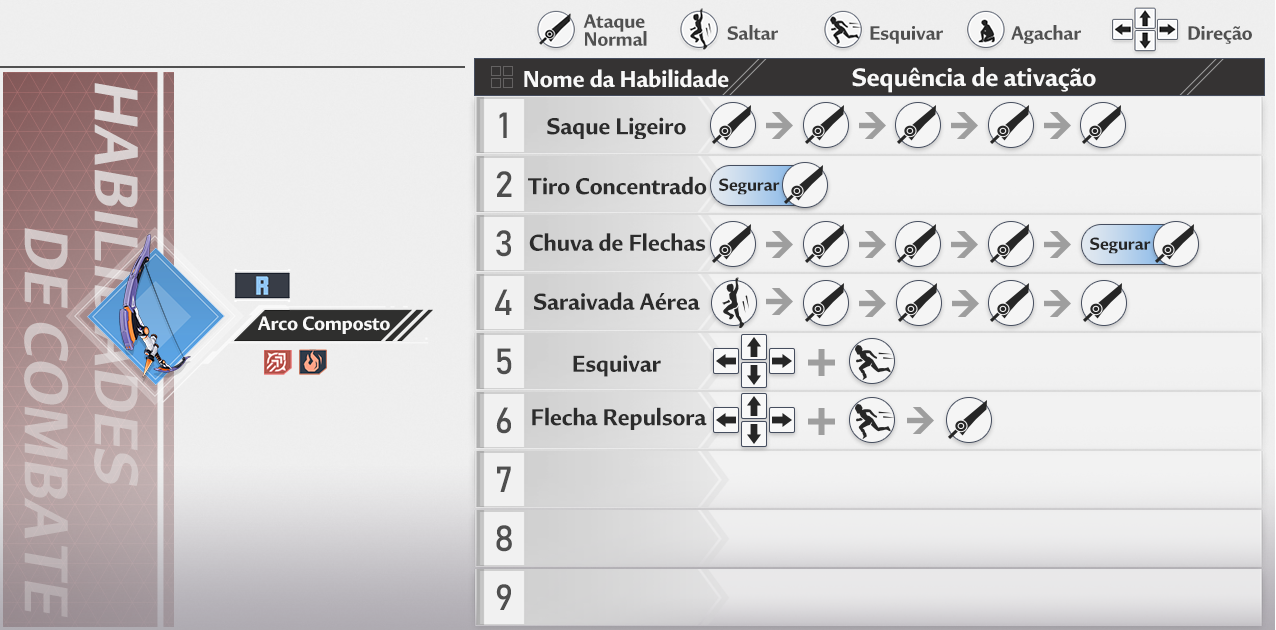 Ataque
Normal
Saltar
Esquivar
Agachar
Direção
Nome da Habilidade
Sequência de ativação
HABILIDADES
DE COMBATE
R
Arco Composto
1 Saque Ligeiro
2 Tiro Concentrado Segurar
3 Chuva de Flechas Segurar
4 Saraivada Aérea
5 Esquivar
6 Flecha Repulsora
7
8
9